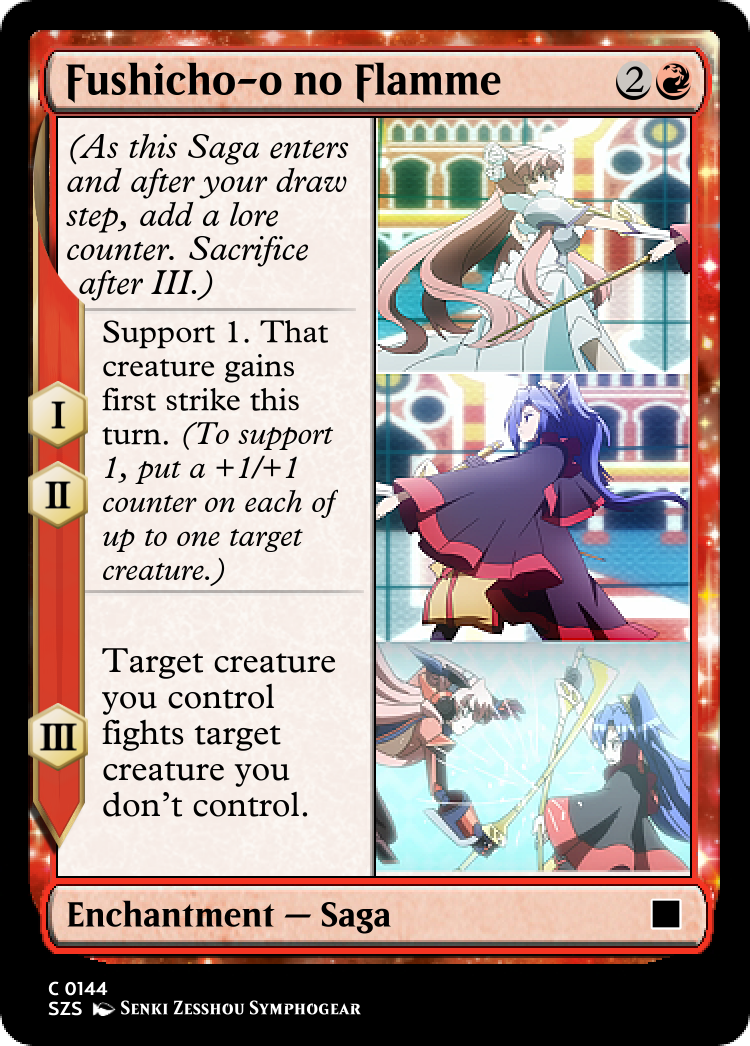 Fushicho-o no Flamme 2
(As this Saga enters
and after your draw
step, add a lore
counter. Sacrifice
after III.)
I
II
Support 1. That
creature gains
first strike this
turn. (To support
1, put a +1/+1
counter on each of
up to one target
creature.)
III
Target creature
you control
fights target
creature you
don't control.
Enchantment — Saga
C 0144
SZS Senki Zesshou Symphogear